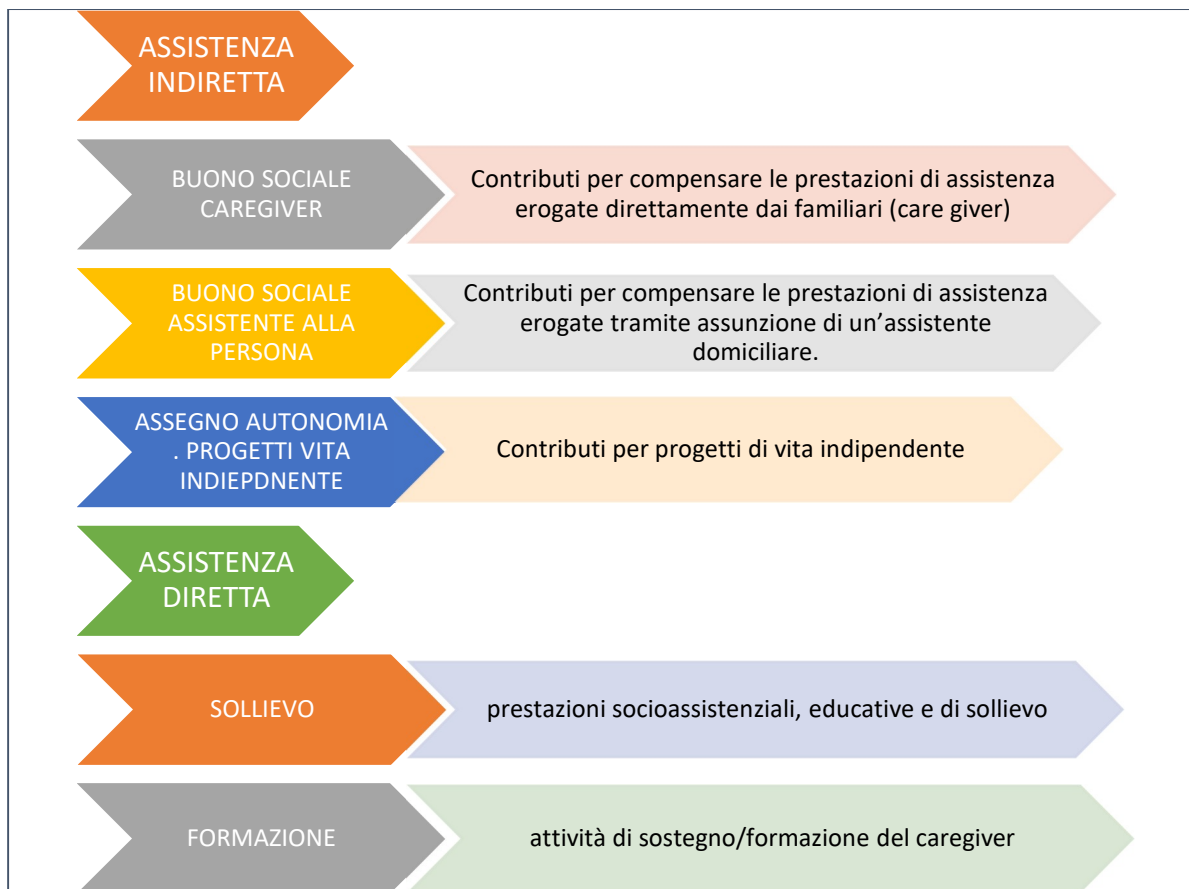 ASSISTENZA
INDIRETTA
BUONO SOCIALE
CAREGIVER
Contributi per compensare le prestazioni di assistenza
erogate direttamente dai familiari (care giver)
BUONO SOCIALE
ASSISTENTE ALLA
PERSONA
Contributi per compensare le prestazioni di assistenza
erogate tramite assunzione di un’assistente
domiciliare.
ASSEGNO AUTONOMIA
. PROGETTI VITA
INDIEPDNENTE
Contributi per progetti di vita indipendente
ASSISTENZA
DIRETTA
SOLLIEVO
prestazioni socioassistenziali, educative e di sollievo
FORMAZIONE
attività di sostegno/formazione del caregiver